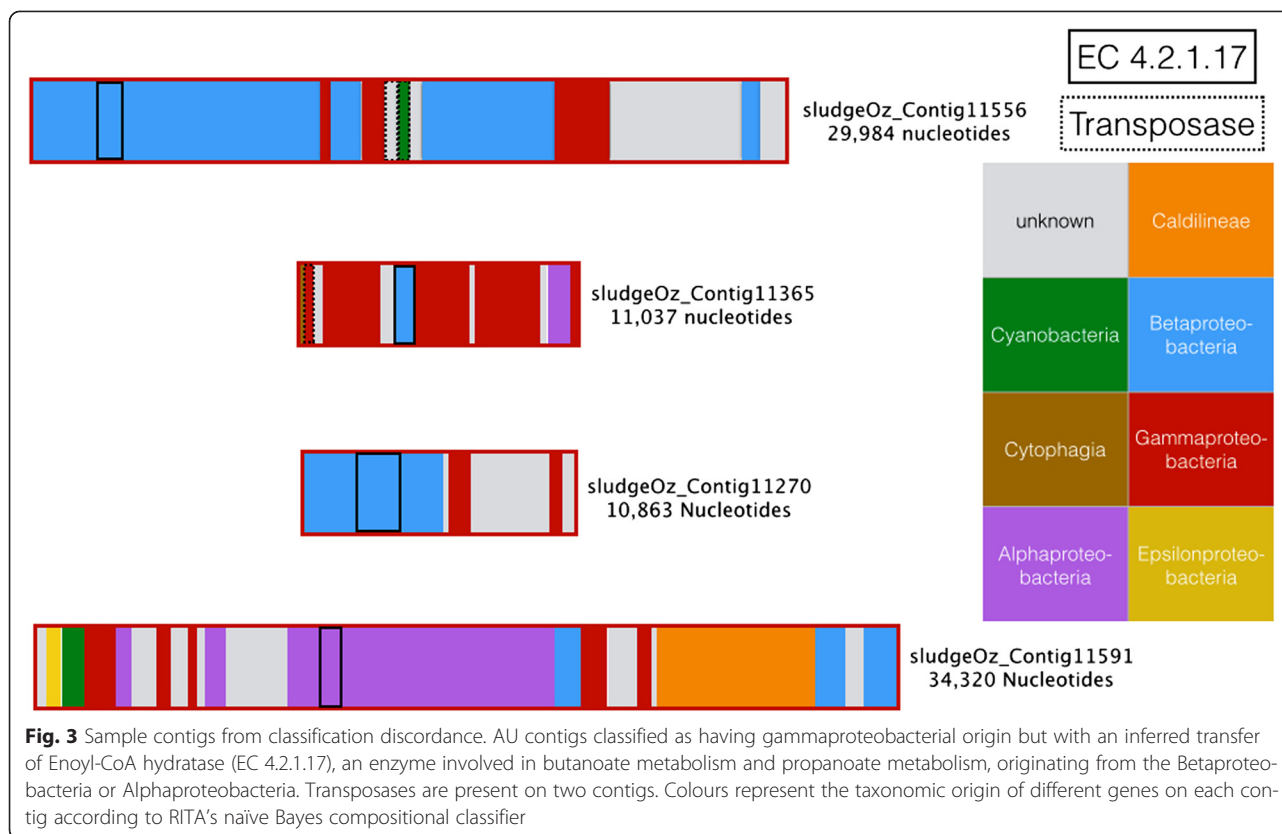 EC 4.2.1.17
Transposase
sludgeOz_Contig11556
29,984 nucleotides
unknown
Caldilineae
Cyanobacteria
Betaproteo-
bacteria
Cytophagia
Gammaproteo-
bacteria
Alphaproteo-
bacteria
Epsilonproteo-
bacteria
sludgeOz_Contig11365
11,037 nucleotides
sludgeOz_Contig11270
10,863 Nucleotides
sludgeOz_Contig11591
34,320 Nucleotides
Fig. 3 Sample contigs from classification discordance. AU contigs classified as having gammaproteobacterial origin but with an inferred transfer
of Enoyl-CoA hydratase (EC 4.2.1.17), an enzyme involved in butanoate metabolism and propanoate metabolism, originating from the Betaproteo-
bacteria or Alphaproteobacteria. Transposases are present on two contigs. Colours represent the taxonomic origin of different genes on each con-
tig according to RITA's naïve Bayes compositional classifier